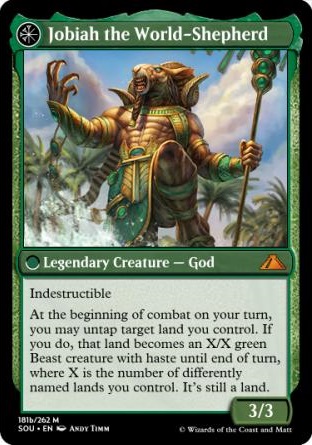 Jobiah the World-Shepherd
Legendary Creature — God
Indestructible
At the beginning of combat on your turn,
you may untap target land you control. If
you do, that land becomes an X/X green
Beast creature with haste until end of turn,
where X is the number of differently
named lands you control. It's still a land.
3/3
181b/262 M
SOU • EN Andy Timm
© Wizards of the Coast and Matt